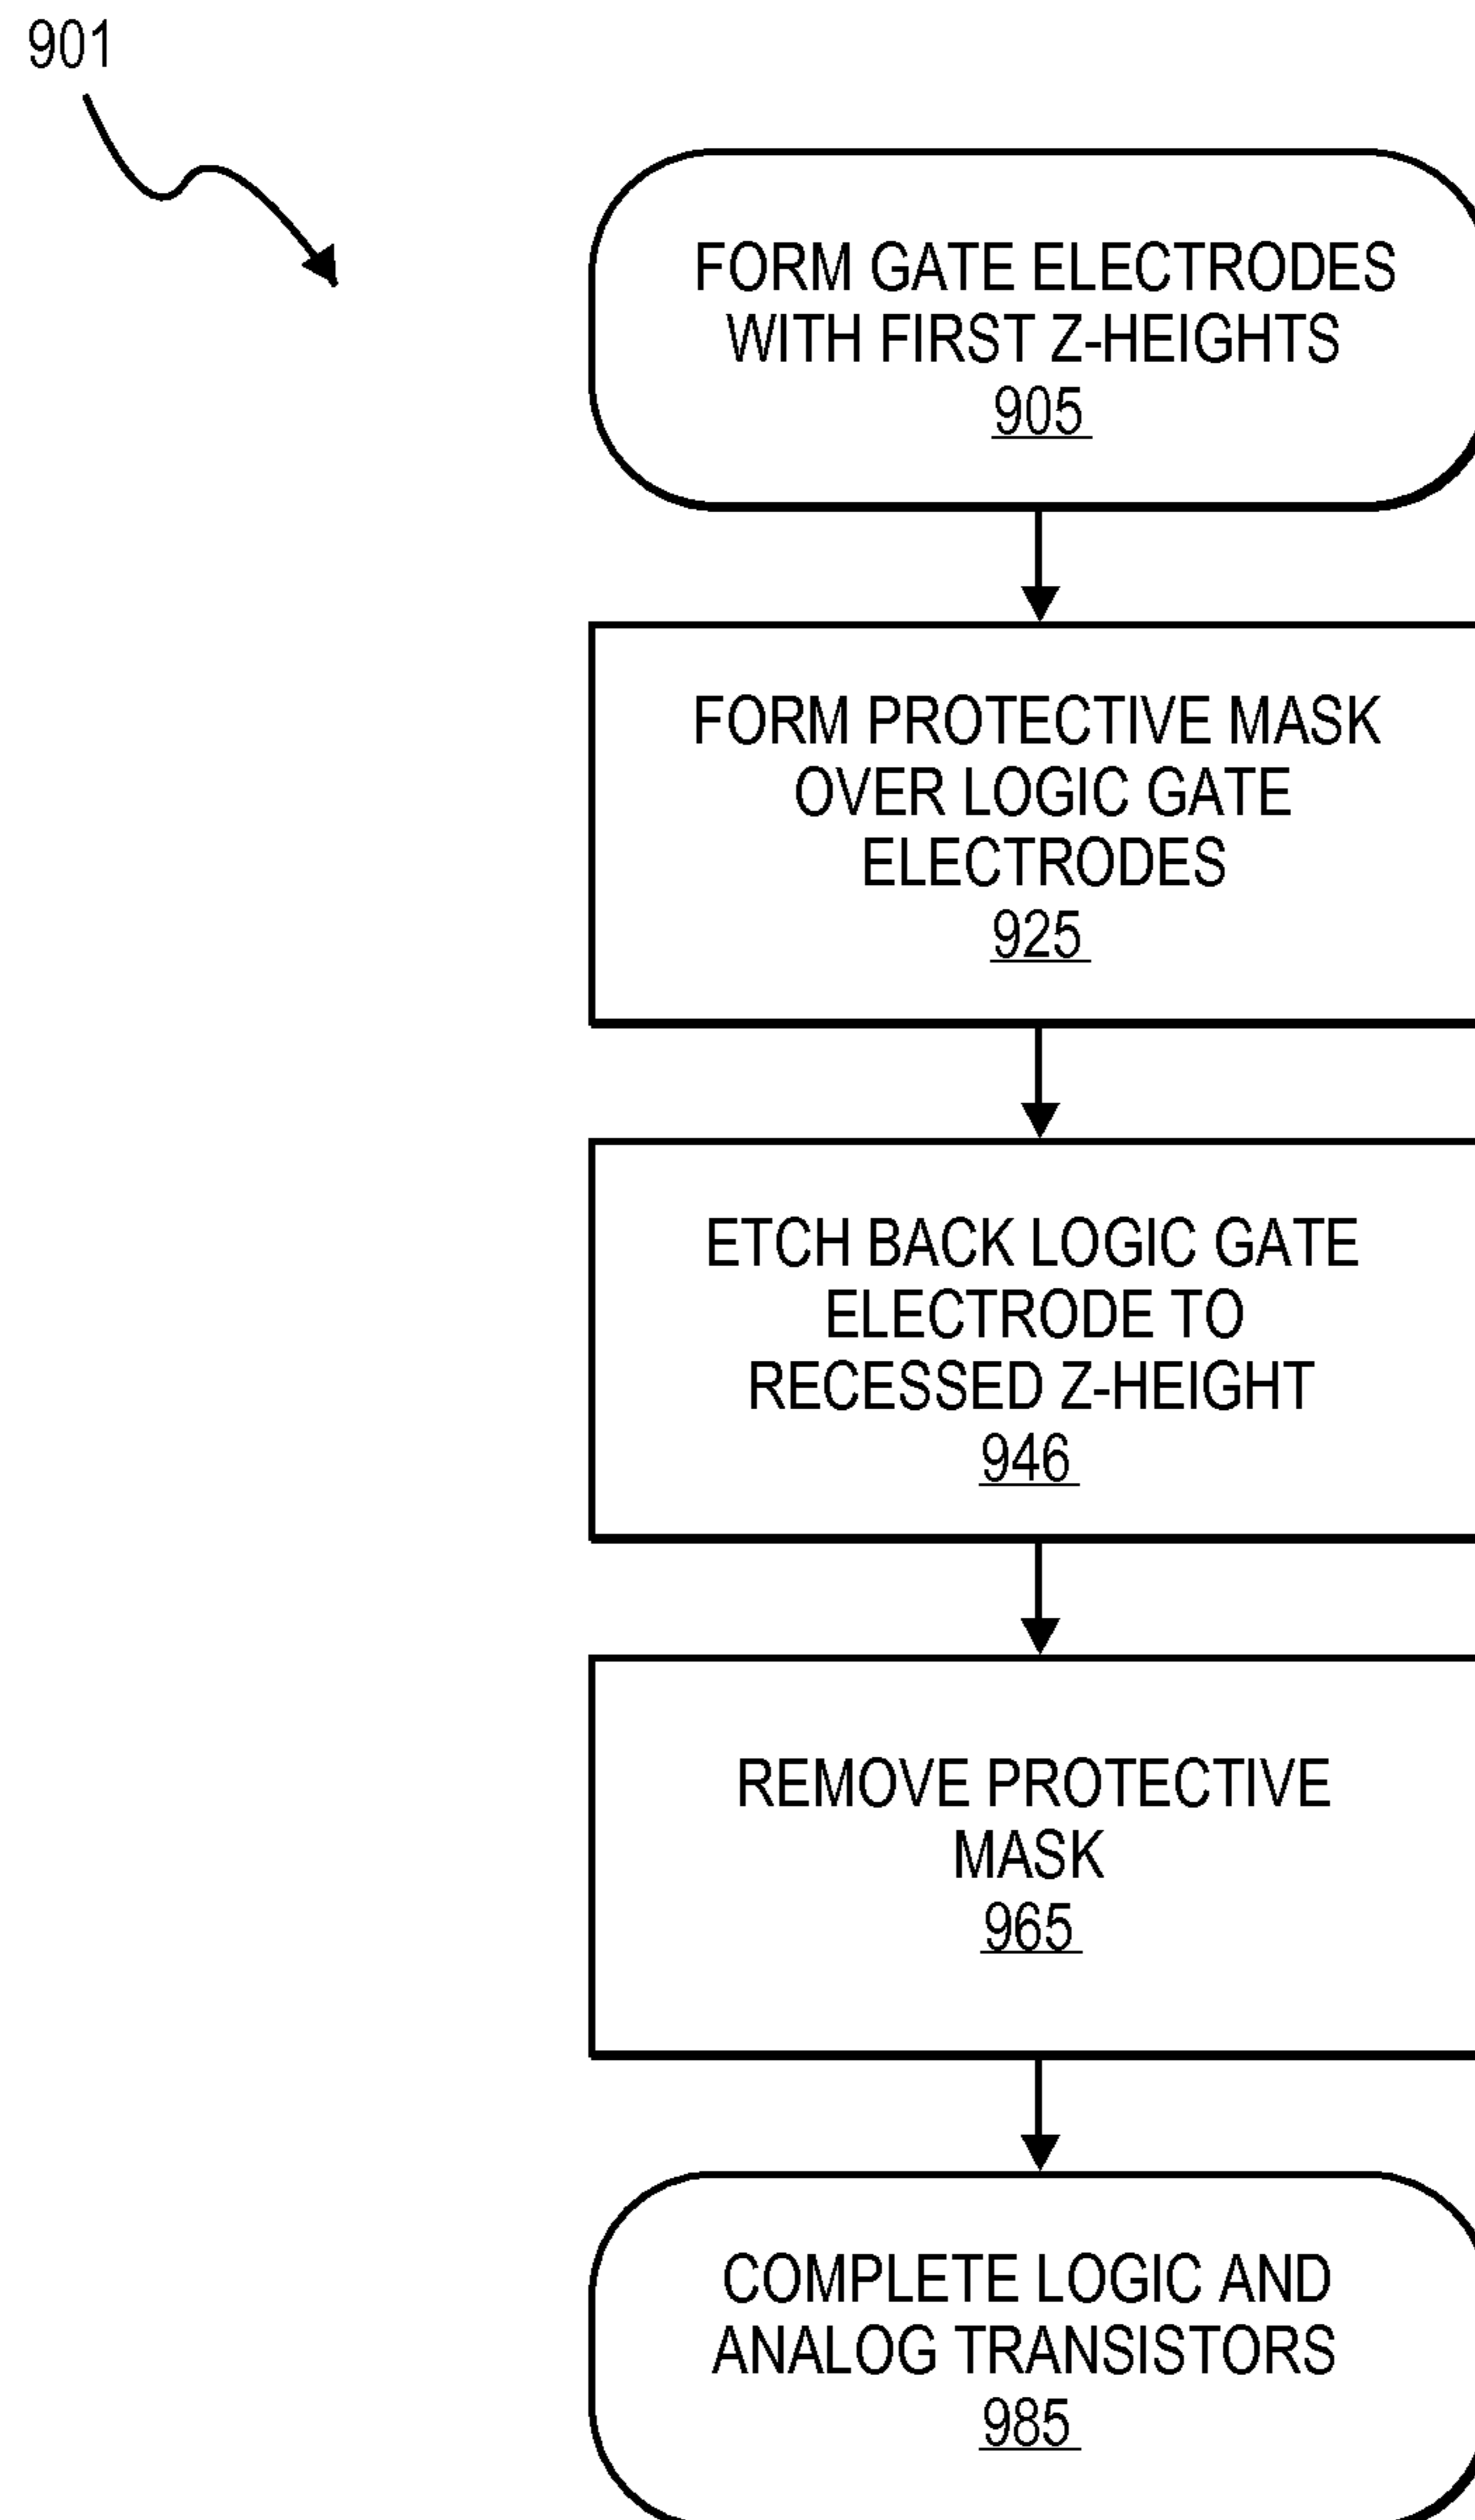 901
FORM GATE ELECTRODES
WITH FIRST Z-HEIGHTS
905
FORM PROTECTIVE MASK
OVER LOGIC GATE
ELECTRODES
925
ETCH BACK LOGIC GATE
ELECTRODE TO
RECESSED Z-HEIGHT
946
REMOVE PROTECTIVE
MASK
965
COMPLETE LOGIC AND
ANALOG TRANSISTORS
985